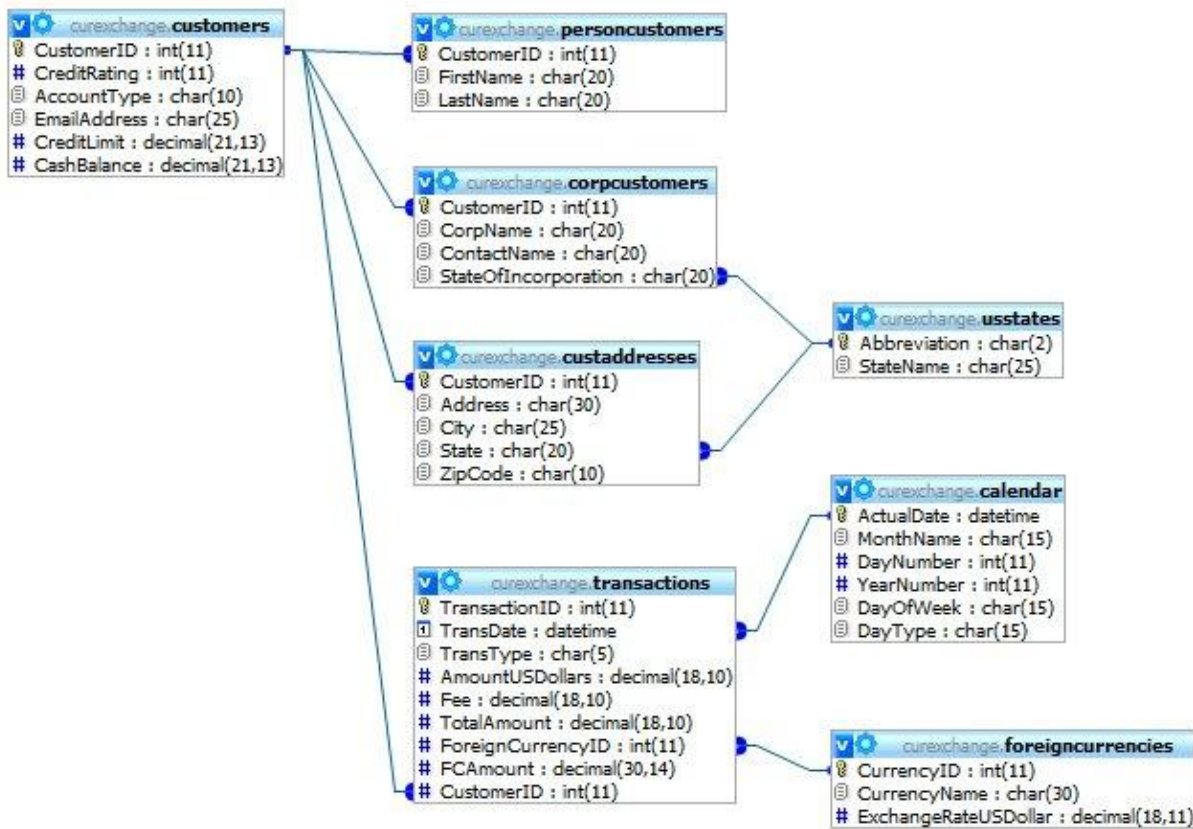 curexchange.customers
CustomerID : int(11)
# CreditRating : int(11)
AccountType : char(10)
EmailAddress : char(25)
# CreditLimit : decimal(21,13)
# CashBalance : decimal(21,13)
curexchange.personcustomers
CustomerID : int(11)
FirstName : char(20)
LastName : char(20)
curexchange.corpcustomers
CustomerID : int(11)
CorpName : char(20)
ContactName : char(20)
StateOfIncorporation : char(20)
curexchange.usstates
Abbreviation : char(2)
StateName : char(25)
curexchange.custaddresses
CustomerID : int(11)
Address : char(30)
City : char(25)
State : char(20)
ZipCode : char(10)
curexchange.calendar
ActualDate : datetime
MonthName : char(15)
# DayNumber : int(11)
# YearNumber : int(11)
DayOfWeek : char(15)
DayType : char(15)
curexchange.transactions
TransactionID : int(11)
TransDate : datetime
TransType : char(5)
# AmountUSDollars : decimal(18,10)
# Fee : decimal(18,10)
# TotalAmount : decimal(18,10)
# ForeignCurrencyID : int(11)
# FCAmount : decimal(30,14)
# CustomerID : int(11)
curexchange.foreigncurrencies
CurrencyID : int(11)
CurrencyName : char(30)
# ExchangeRateUSDollar : decimal(18,11)